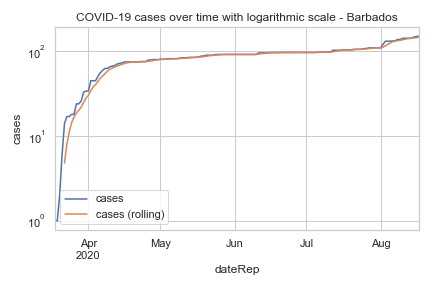 COVID-19 cases over time with logarithmic scale - Barbados
cases
10²
10¹
10⁰
cases
cases (rolling)
Apr
2020
May
Jun
Jul
Aug
dateRep